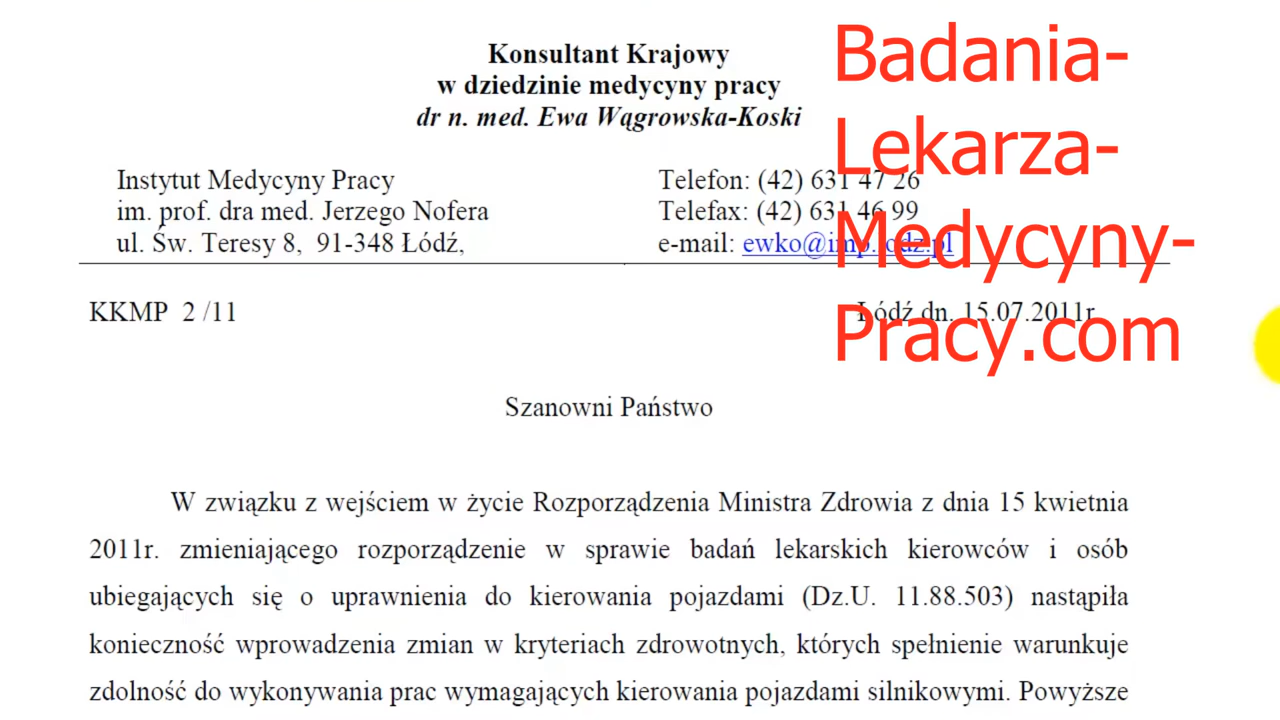 Konsultant Krajowy
w dziedzinie medycyny pracy
dr n. med. Ewa Wągrowska-Koski
Badania-
Lekarza-
Medycyny-
Pracy.com
Instytut Medycyny Pracy
im. prof. dra med. Jerzego Nofera
ul. Św. Teresy 8, 91-348 Łódź,
Telefon: (42) 631 47 26
Telefax: (42) 631 46 99
e-mail: ewko@imp.lodz.pl
KKMP 2 /11
Łódź dn. 15.07.2011r
Szanowni Państwo
W związku z wejściem w życie Rozporządzenia Ministra Zdrowia z dnia 15 kwietnia
2011r. zmieniającego rozporządzenie w sprawie badań lekarskich kierowców i osób
ubiegających się o uprawnienia do kierowania pojazdami (Dz.U. 11.88.503) nastąpiła
konieczność wprowadzenia zmian w kryteriach zdrowotnych, których spełnienie warunkuje
zdolność do wykonywania prac wymagających kierowania pojazdami silnikowymi. Powyższe